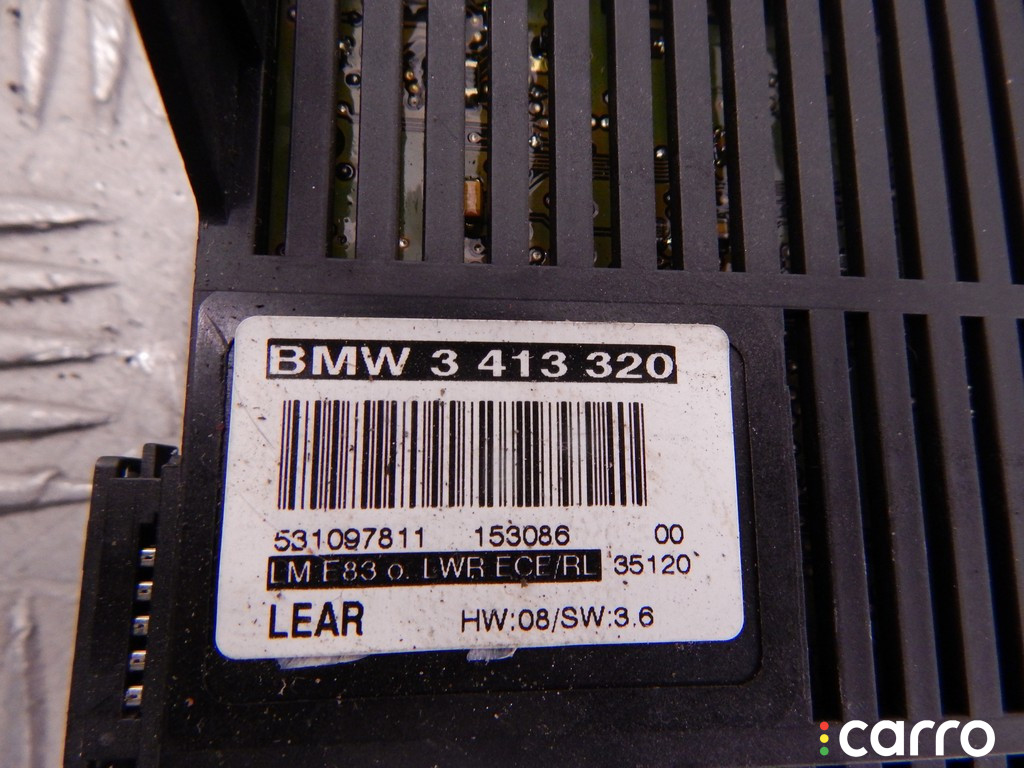 BMW 3 413 320
531097811 153086 00
LM E83 o. LWR ECE/RL 35120
LEAR HW:08/SW:3.6
carro